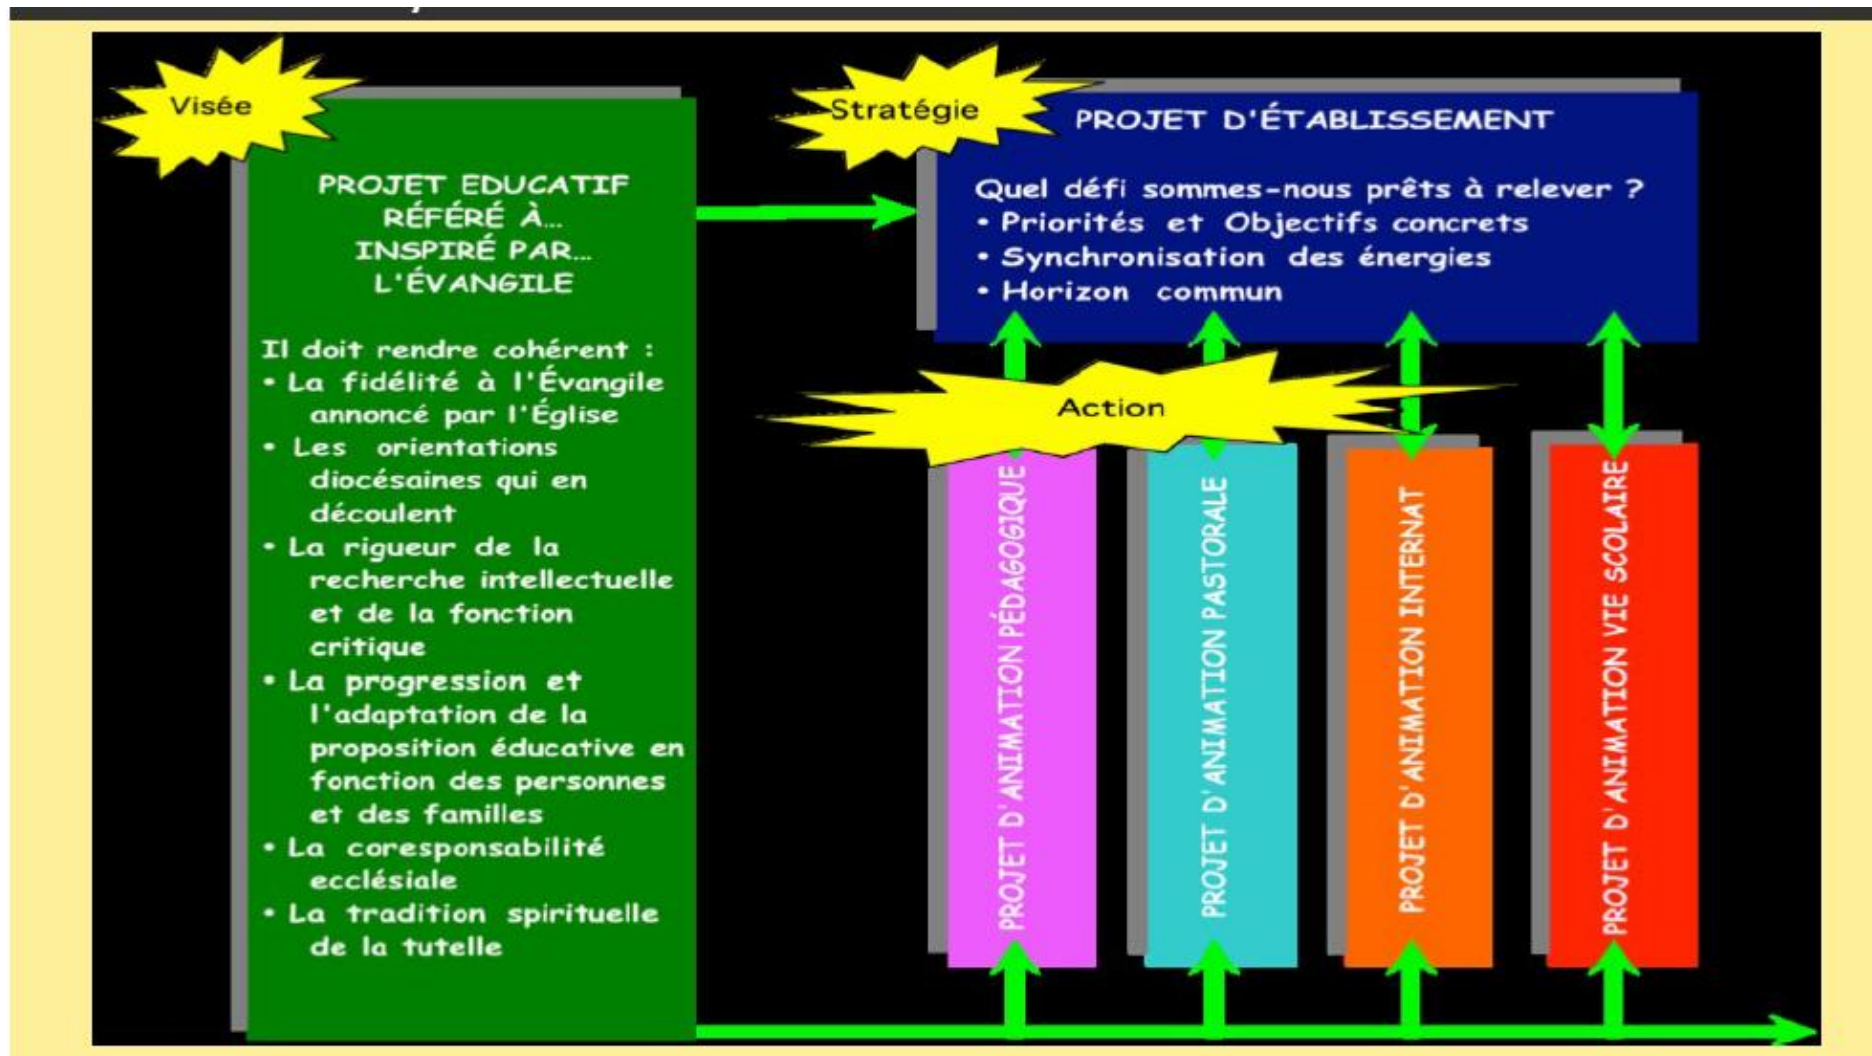 Visée
PROJET EDUCATIF
RÉFÉRÉ À...
INSPIRÉ PAR...
L'ÉVANGILE
Il doit rendre cohérent :
• La fidélité à l'Évangile
annoncé par l'Église
• Les orientations
diocésaines qui en
découlent
• La rigueur de la
recherche intellectuelle
et de la fonction
critique
• La progression et
l'adaptation de la
proposition éducative en
fonction des personnes
et des familles
• La coresponsabilité
ecclésiale
• La tradition spirituelle
de la tutelle
Stratégie
PROJET D'ÉTABLISSEMENT
Quel défi sommes-nous prêts à relever ?
• Priorités et Objectifs concrets
• Synchronisation des énergies
• Horizon commun
Action
PROJET D'ANIMATION PÉDAGOGIQUE
PROJET D'ANIMATION PASTORALE
PROJET D'ANIMATION INTERNAT
PROJET D'ANIMATION VIE SCOLAIRE